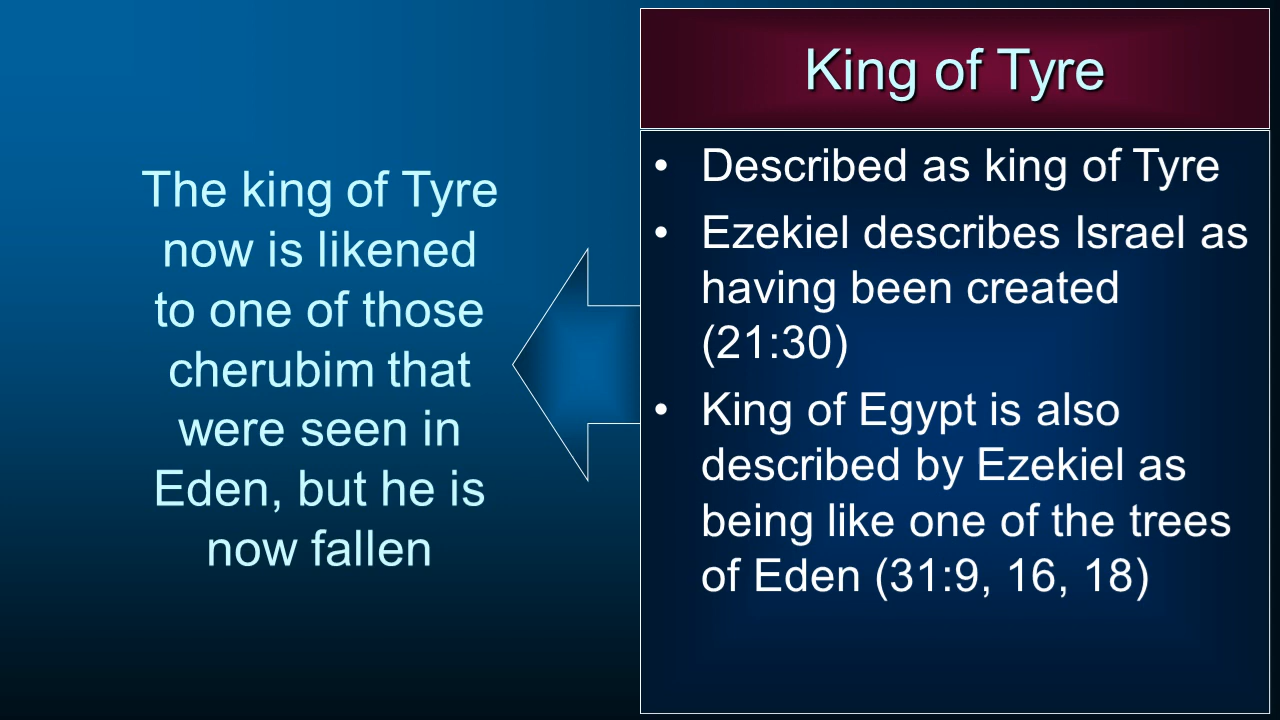 The king of Tyre
now is likened
to one of those
cherubim that
were seen in
Eden, but he is
now fallen
King of Tyre
• Described as king of Tyre
• Ezekiel describes Israel as
having been created
(21:30)
• King of Egypt is also
described by Ezekiel as
being like one of the trees
of Eden (31:9, 16, 18)